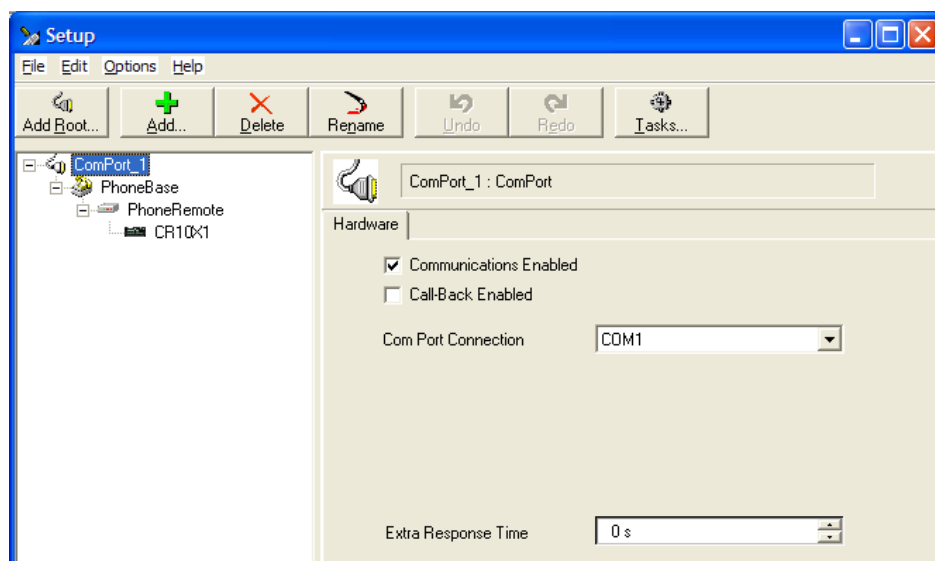 Setup
File Edit Options Help
Add Root... Add... Delete Rename Undo Redo Tasks...
ComPort_1
PhoneBase
PhoneRemote
CR10X1
ComPort_1 : ComPort
Hardware
Communications Enabled
Call-Back Enabled
Com Port Connection COM1
Extra Response Time 0 s